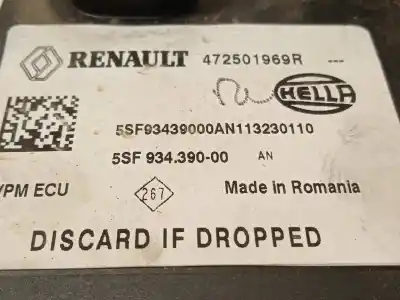 RENAULT 472501969R ---
HELLA
5SF93439000AN113230110
5SF 934.390-00 AN
VPM ECU 267 Made in Romania
DISCARD IF DROPPED